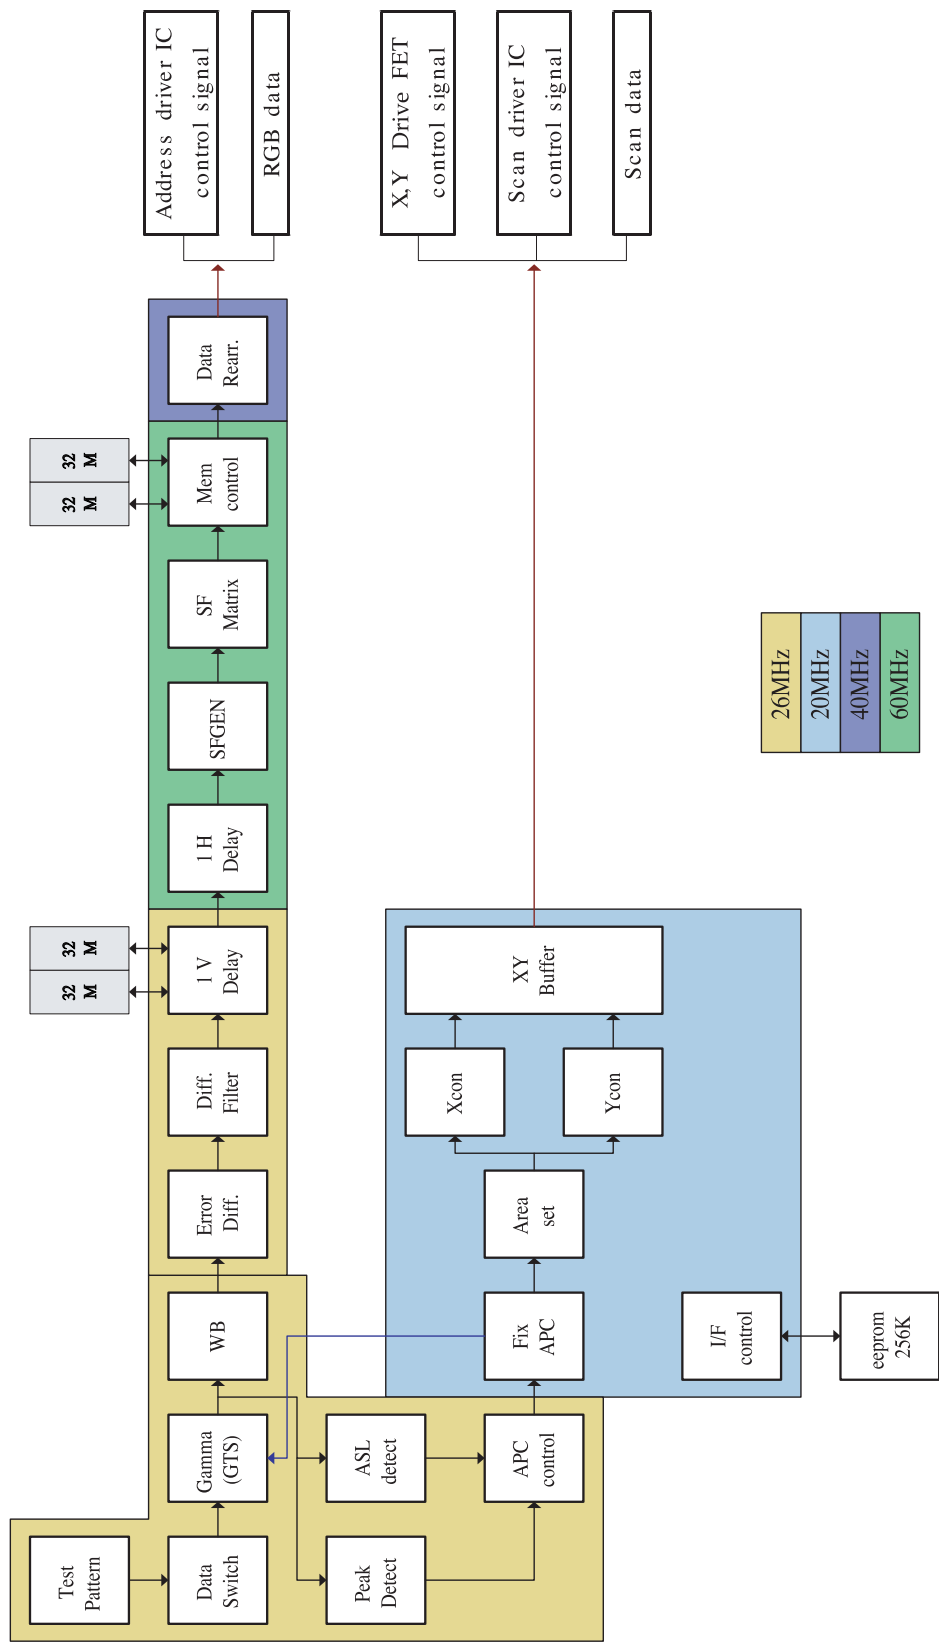 Test
Pattern
Data
Switch
Gamma
(GTS)
WB
Error
Diff.
Diff.
Filter
1 V
Delay
32
M
32
M
1 H
Delay
SFGEN
SF
Matrix
Mem
control
32
M
32
M
Data
Rearr.
Address driver IC
control signal
RGB data
Peak
Detect
ASL
detect
APC
control
Fix
APC
Area
set
Xcon
Ycon
XY
Buffer
X,Y Drive FET
control signal
Scan driver IC
control signal
Scan data
I/F
control
eeprom
256K
26MHz
20MHz
40MHz
60MHz